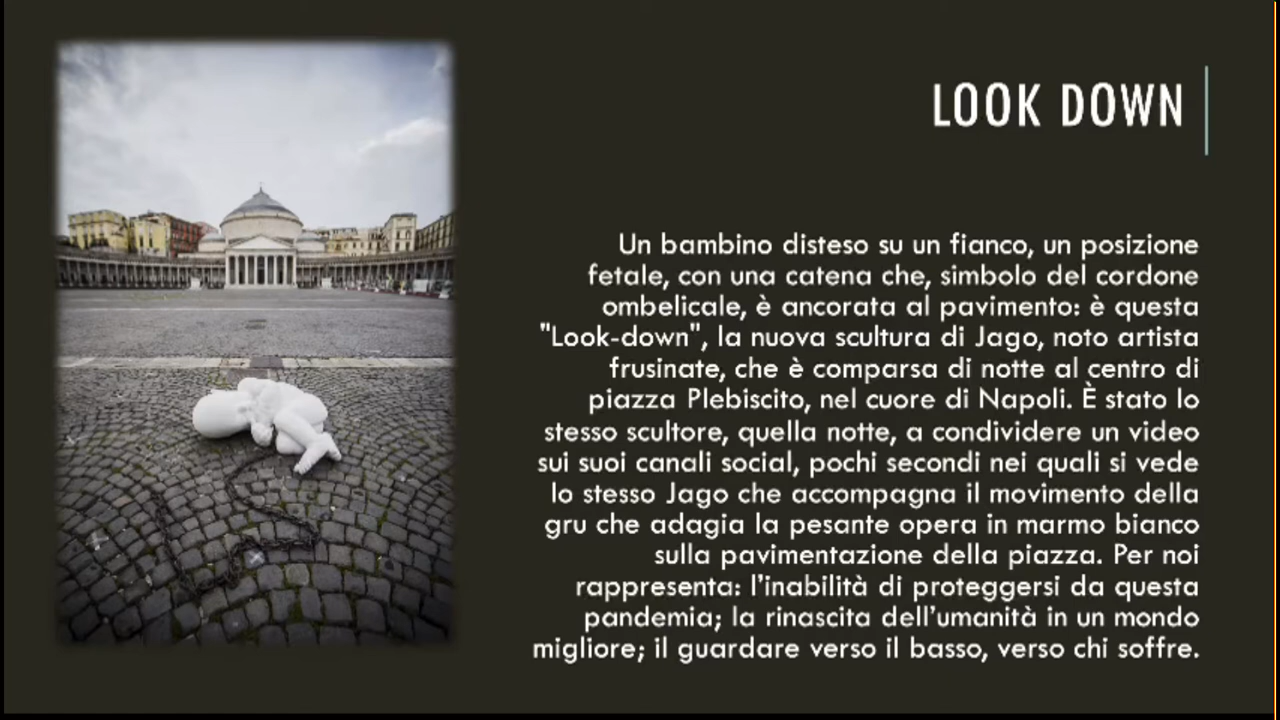 LOOK DOWN
Un bambino disteso su un fianco, un posizione
fetale, con una catena che, simbolo del cordone
ombelicale, è ancorata al pavimento: è questa
"Look-down", la nuova scultura di Jago, noto artista
frusinate, che è comparsa di notte al centro di
piazza Plebiscito, nel cuore di Napoli. È stato lo
stesso scultore, quella notte, a condividere un video
sui suoi canali social, pochi secondi nei quali si vede
lo stesso Jago che accompagna il movimento della
gru che adagia la pesante opera in marmo bianco
sulla pavimentazione della piazza. Per noi
rappresenta: l’inabilità di proteggersi da questa
pandemia; la rinascita dell’umanità in un mondo
migliore; il guardare verso il basso, verso chi soffre.